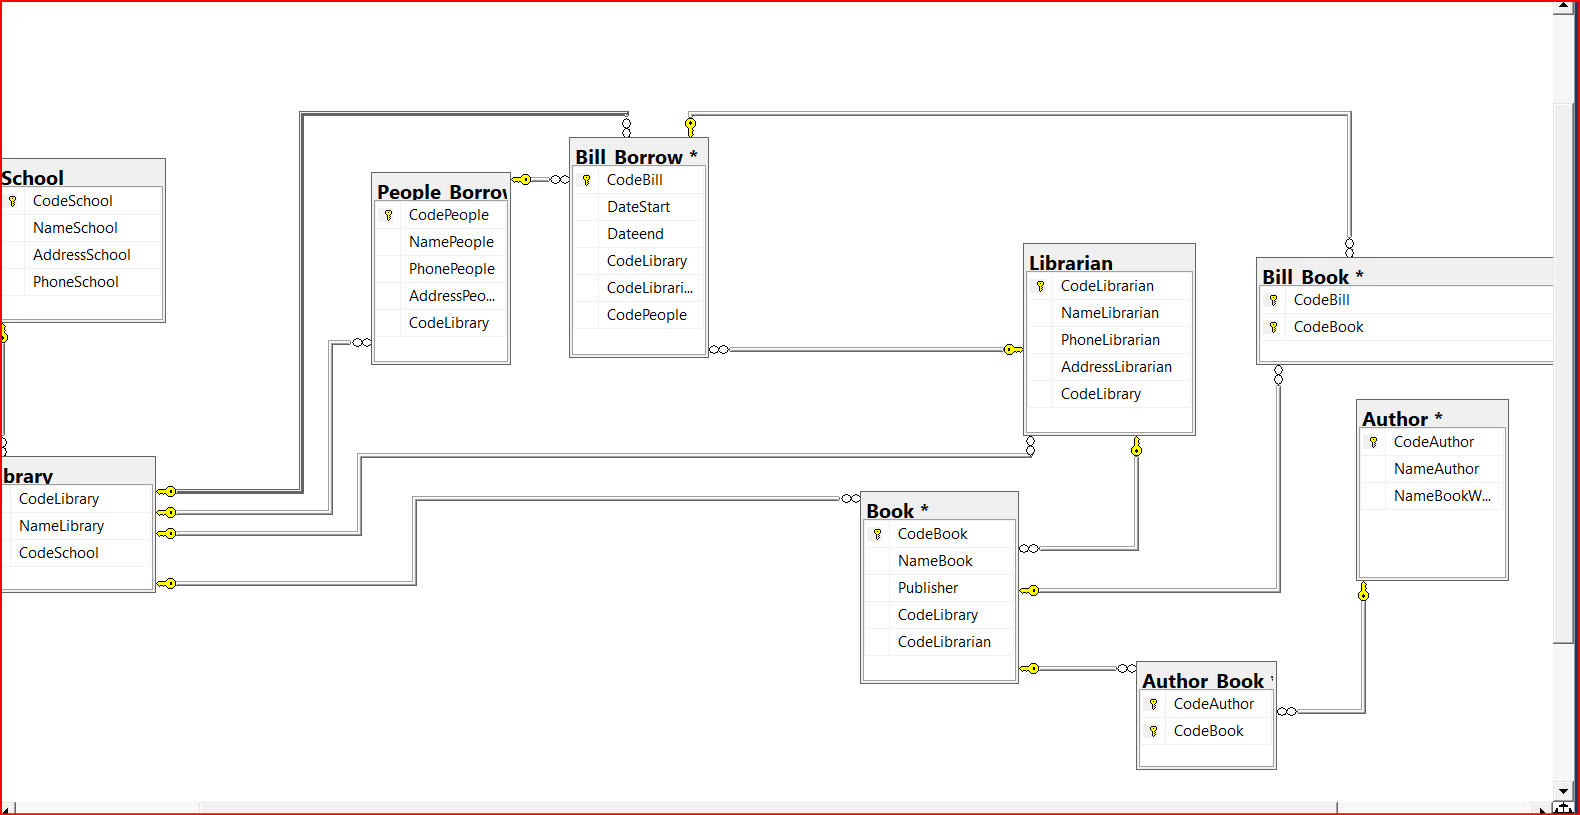 School
CodeSchool
NameSchool
AddressSchool
PhoneSchool
People_Borrow
CodePeople
NamePeople
PhonePeople
AddressPeo...
CodeLibrary
Bill_Borrow *
CodeBill
DateStart
Dateend
CodeLibrary
CodeLibrari...
CodePeople
Librarian
CodeLibrarian
NameLibrarian
PhoneLibrarian
AddressLibrarian
CodeLibrary
Bill_Book *
CodeBill
CodeBook
Author *
CodeAuthor
NameAuthor
NameBookW...
brary
CodeLibrary
NameLibrary
CodeSchool
Book *
CodeBook
NameBook
Publisher
CodeLibrary
CodeLibrarian
Author_Book *
CodeAuthor
CodeBook